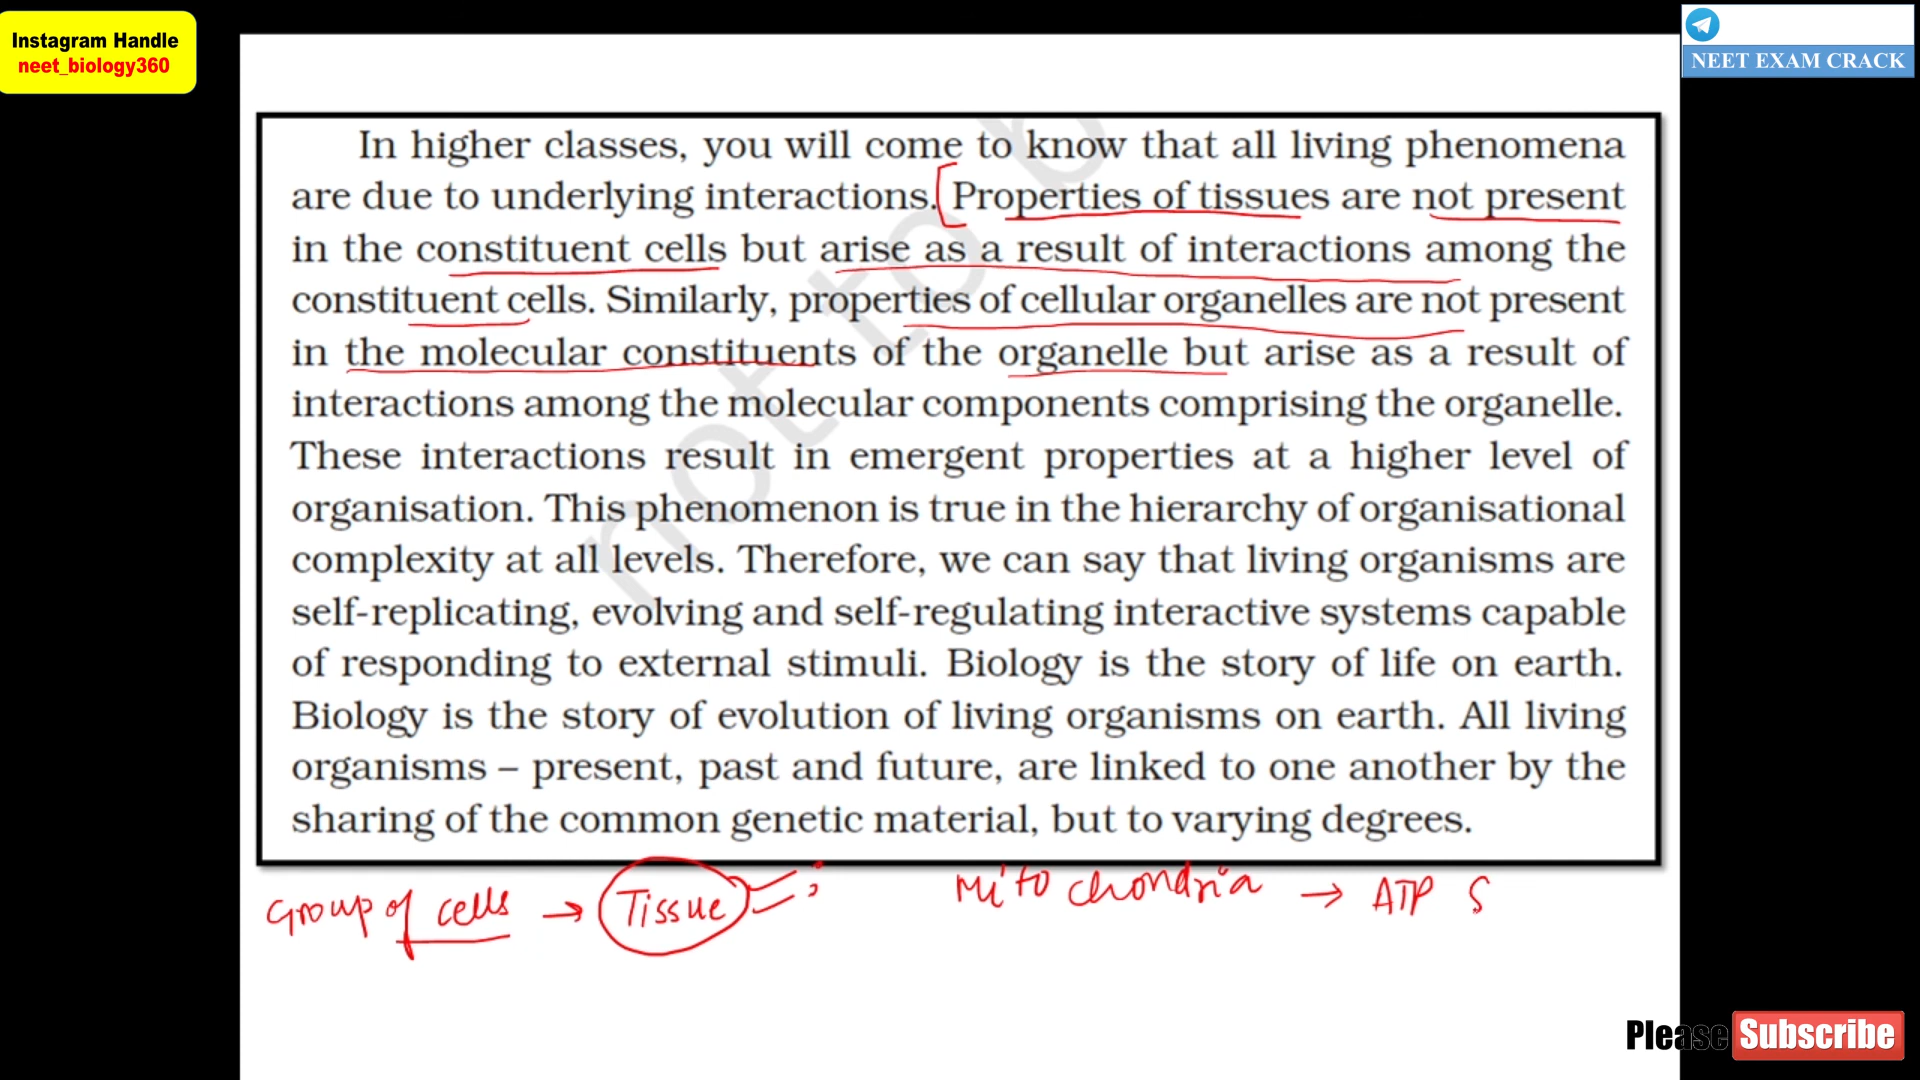 Instagram Handle
neet_biology360
NEET EXAM CRACK
In higher classes, you will come to know that all living phenomena
are due to underlying interactions. Properties of tissues are not present
in the constituent cells but arise as a result of interactions among the
constituent cells. Similarly, properties of cellular organelles are not present
in the molecular constituents of the organelle but arise as a result of
interactions among the molecular components comprising the organelle.
These interactions result in emergent properties at a higher level of
organisation. This phenomenon is true in the hierarchy of organisational
complexity at all levels. Therefore, we can say that living organisms are
self-replicating, evolving and self-regulating interactive systems capable
of responding to external stimuli. Biology is the story of life on earth.
Biology is the story of evolution of living organisms on earth. All living
organisms – present, past and future, are linked to one another by the
sharing of the common genetic material, but to varying degrees.
not to b
Group of cells → Tissue
Mitochondria → ATP S
Please Subscribe